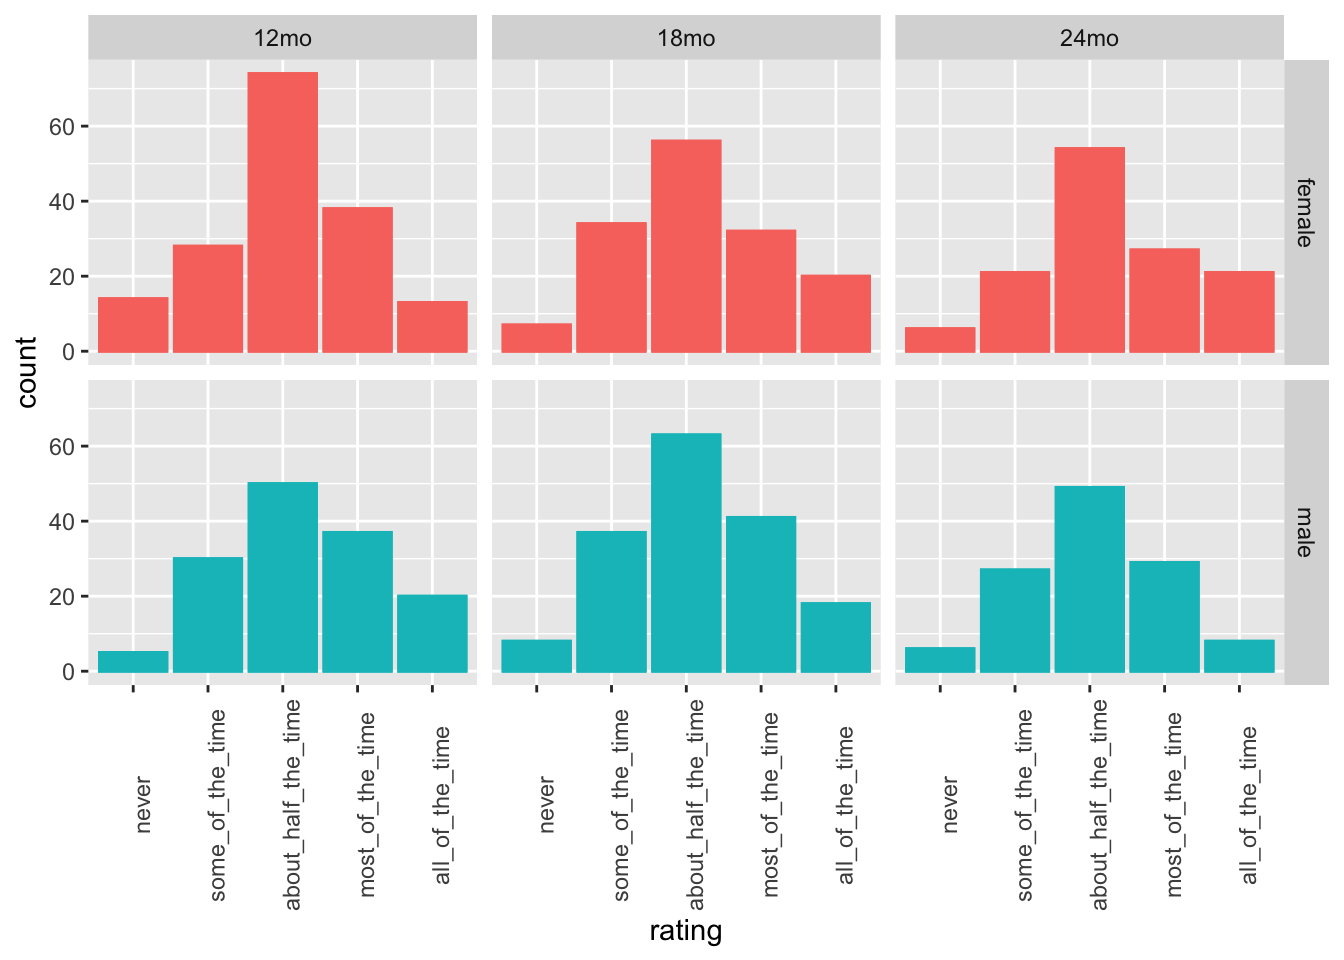 12mo 18mo 24mo
60
40
20
0
female
count
60
40
20
0
male
never some_of_the_time about_half_the_time most_of_the_time all_of_the_time never some_of_the_time about_half_the_time most_of_the_time all_of_the_time never some_of_the_time about_half_the_time most_of_the_time all_of_the_time
rating